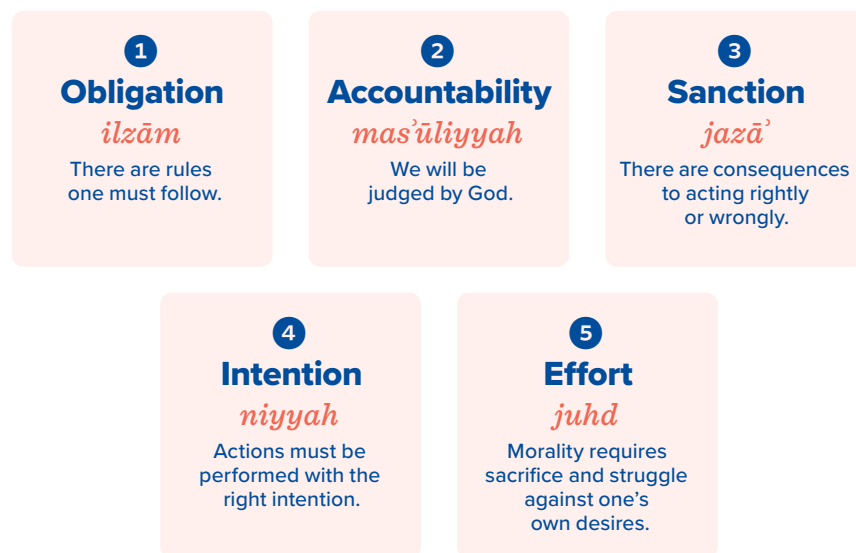 1
Obligation
ilzām
There are rules
one must follow.
2
Accountability
masʾūliyyah
We will be
judged by God.
3
Sanction
jazāʾ
There are consequences
to acting rightly
or wrongly.
4
Intention
niyyah
Actions must be
performed with the
right intention.
5
Effort
juhd
Morality requires
sacrifice and struggle
against one’s
own desires.